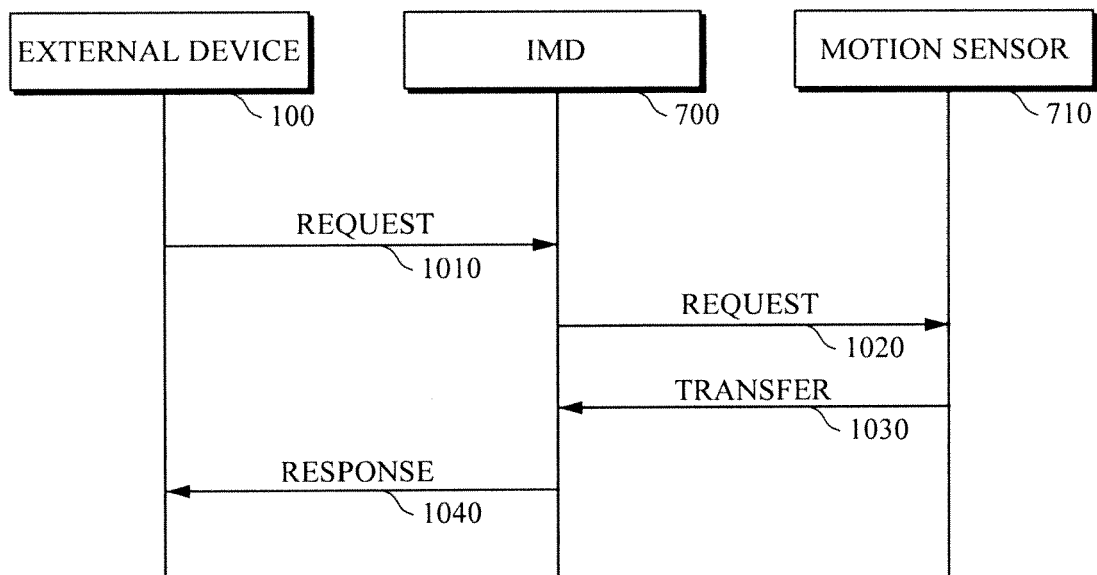 EXTERNAL DEVICE
100
IMD
700
MOTION SENSOR
710
REQUEST
1010
REQUEST
1020
TRANSFER
1030
RESPONSE
1040